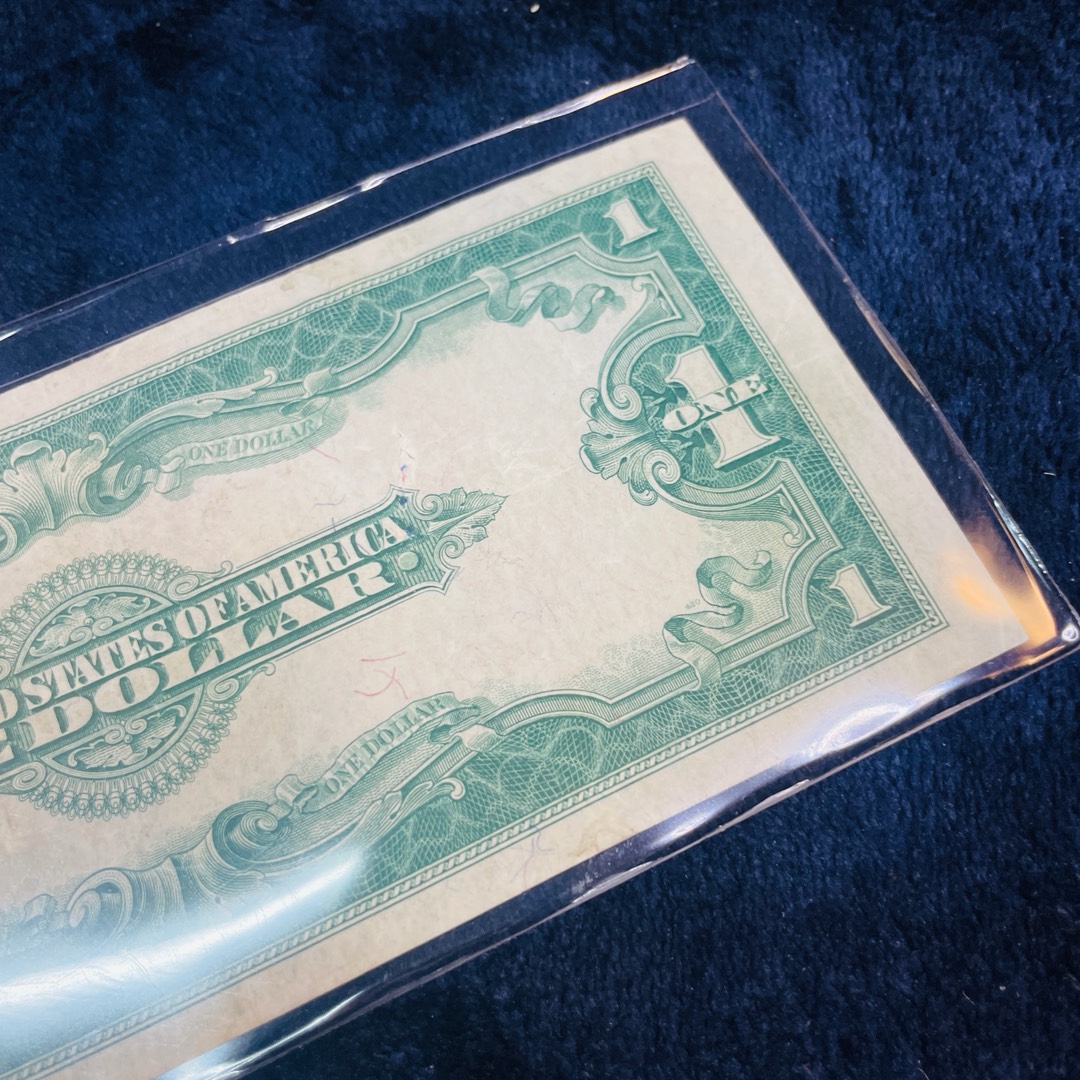 1
ONE DOLLAR
1
ONE
STATES OF AMERICA
DOLLAR
1
ONE DOLLAR